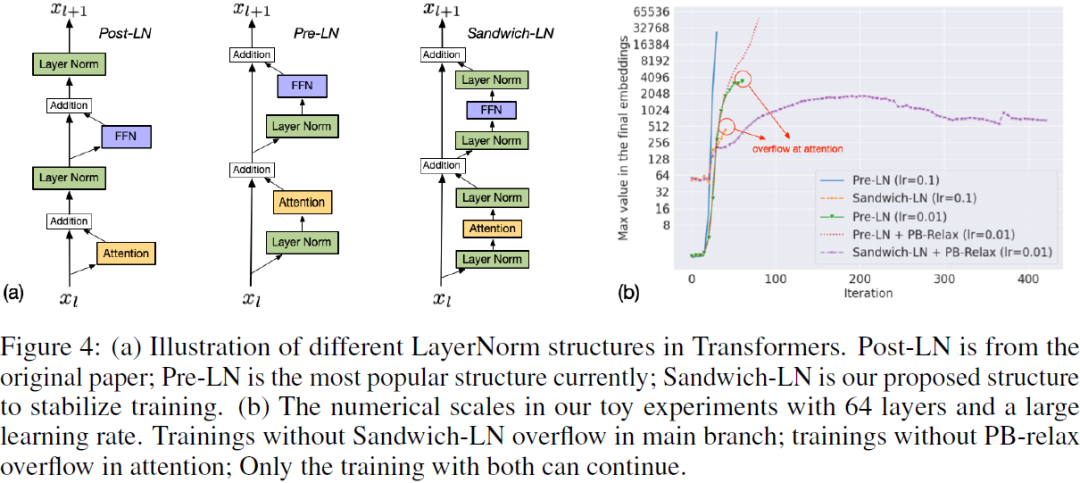 x_{l+1}
Post-LN
Layer Norm
Addition
FFN
Layer Norm
Addition
Attention
x_l
(a)
x_{l+1}
Pre-LN
Addition
FFN
Layer Norm
Addition
Attention
Layer Norm
x_l
x_{l+1}
Sandwich-LN
Addition
Layer Norm
FFN
Layer Norm
Addition
Layer Norm
Attention
Layer Norm
x_l
(b)
Max value in the final embeddings
65536
32768
16384
8192
4096
2048
1024
512
256
128
64
32
16
8
overflow at attention
Pre-LN (lr=0.1)
Sandwich-LN (lr=0.1)
Pre-LN (lr=0.01)
Pre-LN + PB-Relax (lr=0.01)
Sandwich-LN + PB-Relax (lr=0.01)
0 100 200 300 400
Iteration
Figure 4: (a) Illustration of different LayerNorm structures in Transformers. Post-LN is from the
original paper; Pre-LN is the most popular structure currently; Sandwich-LN is our proposed structure
to stabilize training. (b) The numerical scales in our toy experiments with 64 layers and a large
learning rate. Trainings without Sandwich-LN overflow in main branch; trainings without PB-relax
overflow in attention; Only the training with both can continue.